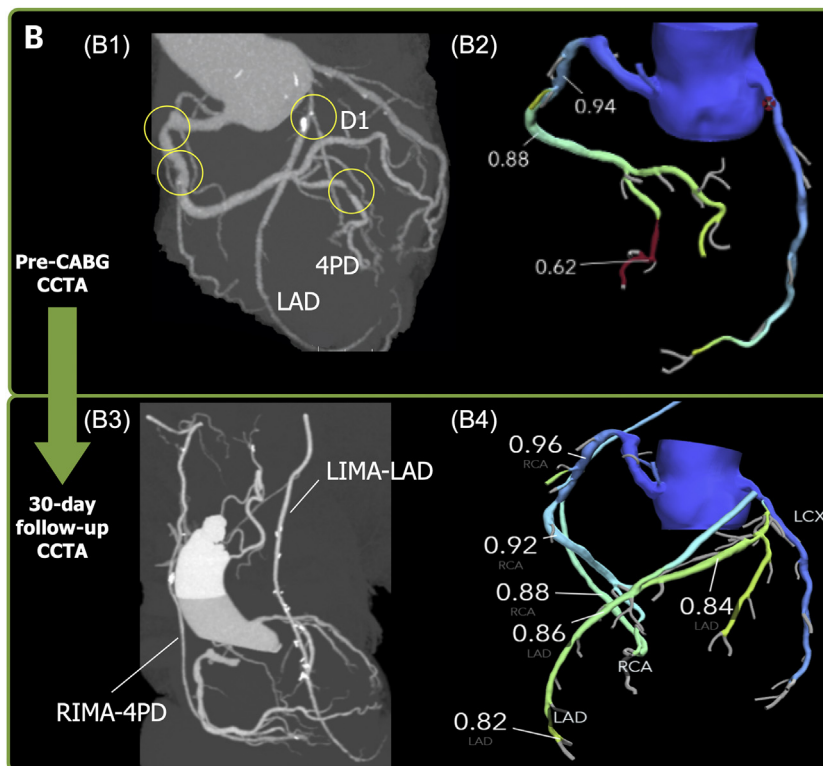 B
(B1)
D1
4PD
LAD
(B2)
0.94
0.88
0.62
Pre-CABG
CCTA
(B3)
LIMA-LAD
RIMA-4PD
30-day
follow-up
CCTA
(B4)
0.96
RCA
LCX
0.92
RCA
0.88
RCA
0.84
LAD
0.86
LAD
RCA
LAD
0.82
LAD